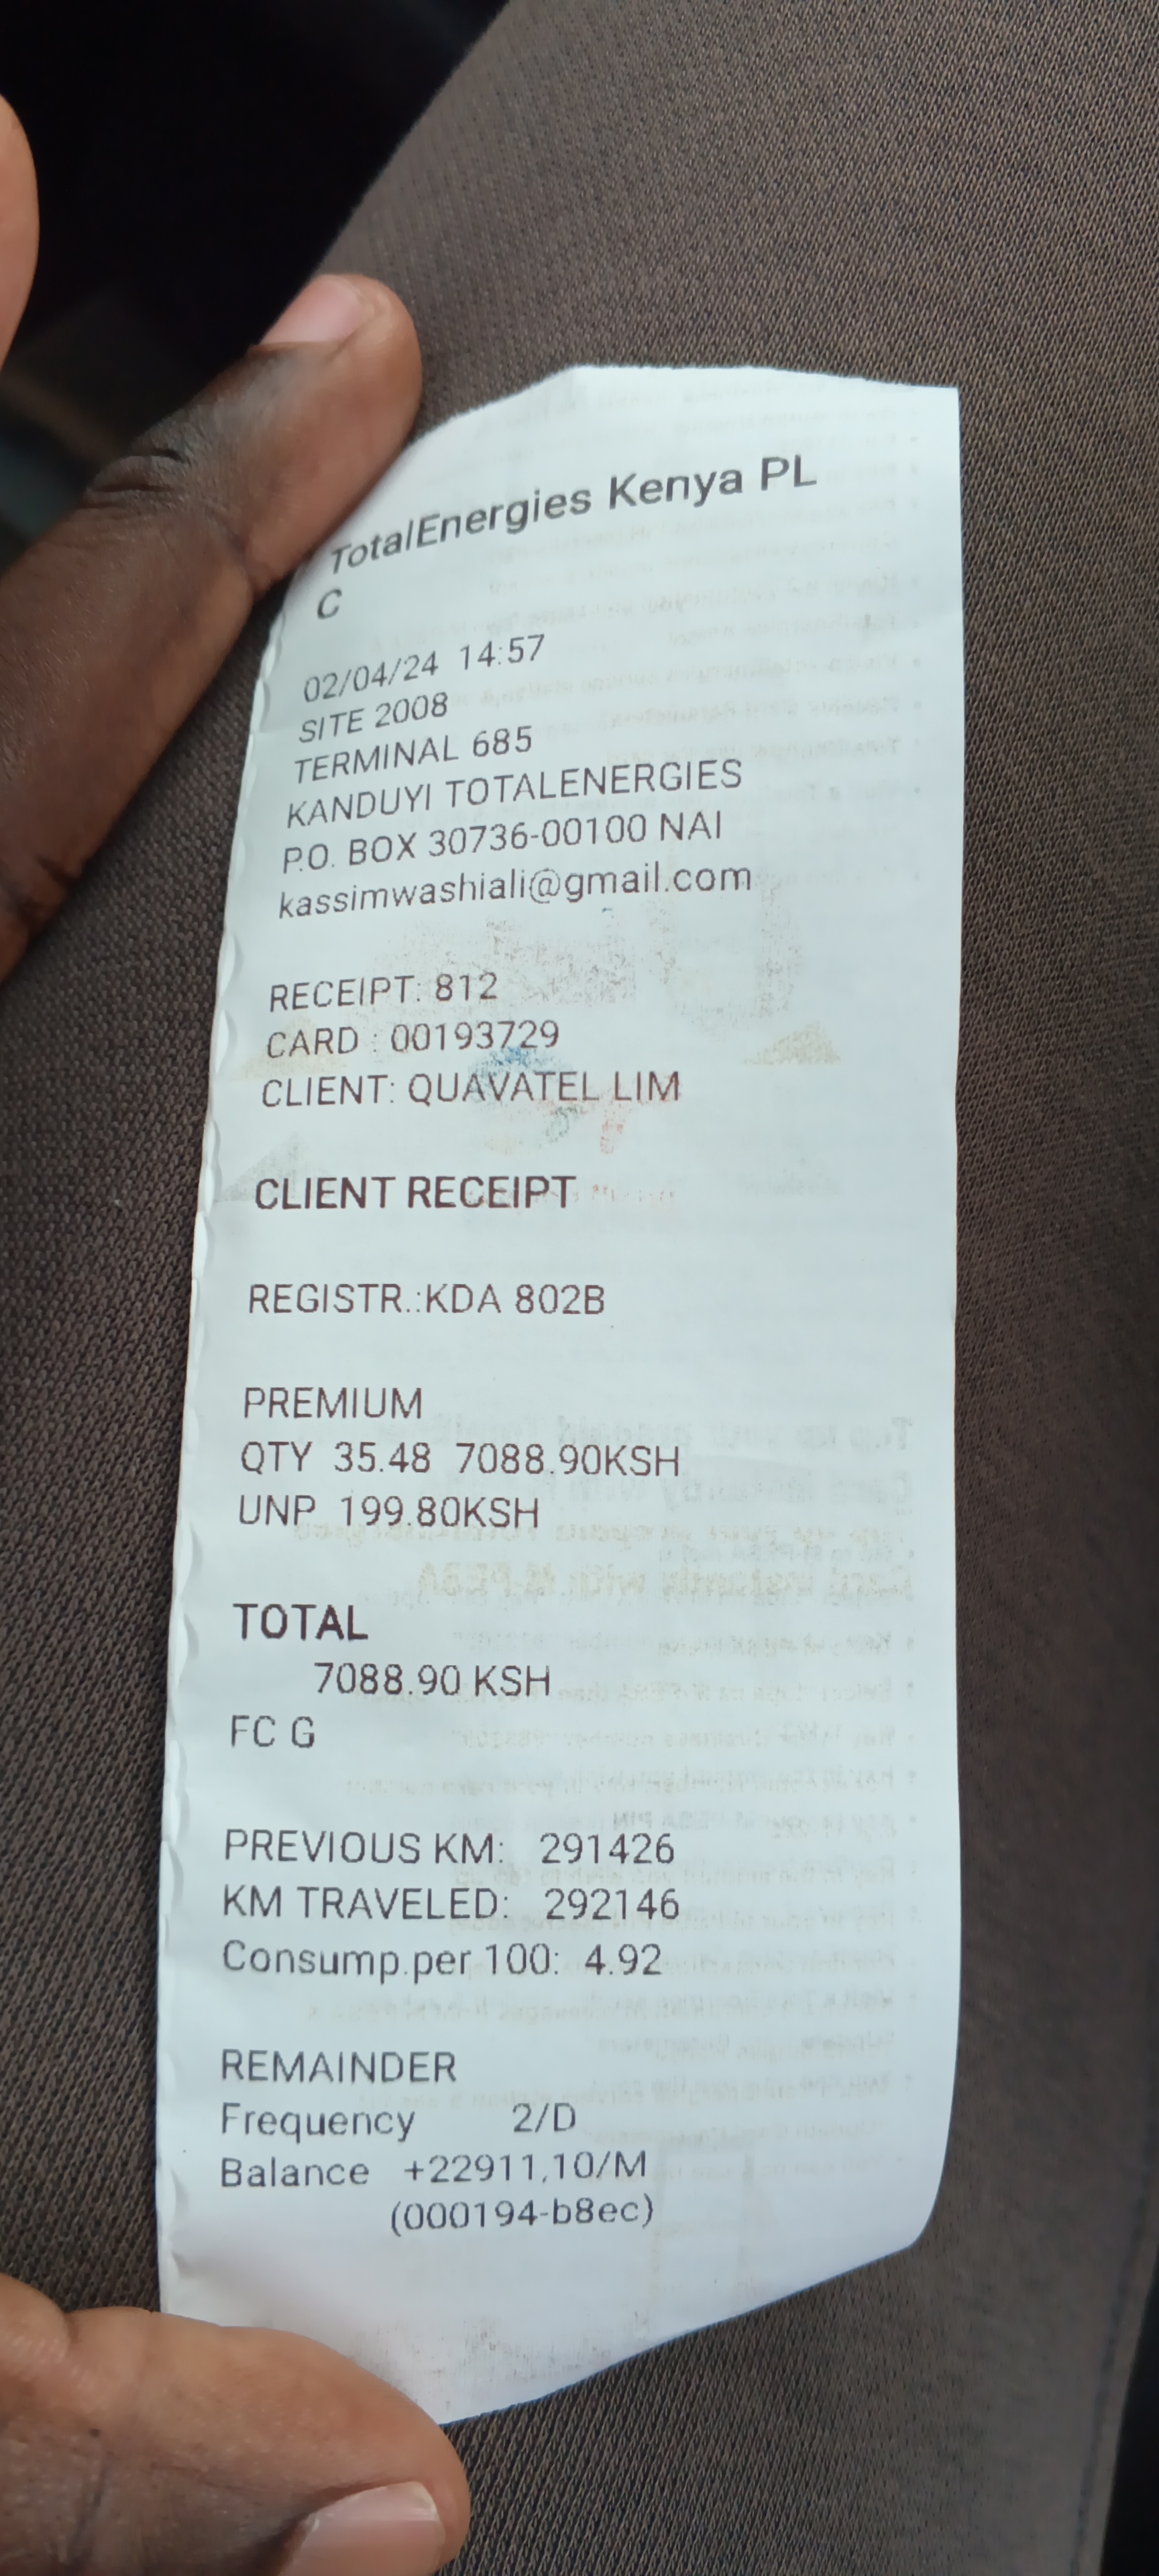 TotalEnergies Kenya PL
C
02/04/24 14:57
SITE 2008
TERMINAL 685
KANDUYI TOTALENERGIES
P.O. BOX 30736-00100 NAI
kassimwashiali@gmail.com
RECEIPT: 812
CARD : 00193729
CLIENT: QUAVATEL LIM
CLIENT RECEIPT
REGISTR.:KDA 802B
PREMIUM
QTY 35.48 7088.90KSH
UNP 199.80KSH
TOTAL
7088.90 KSH
FC G
PREVIOUS KM: 291426
KM TRAVELED: 292146
Consump.per 100: 4.92
REMAINDER
Frequency 2/D
Balance +22911,10/M
(000194-b8ec)